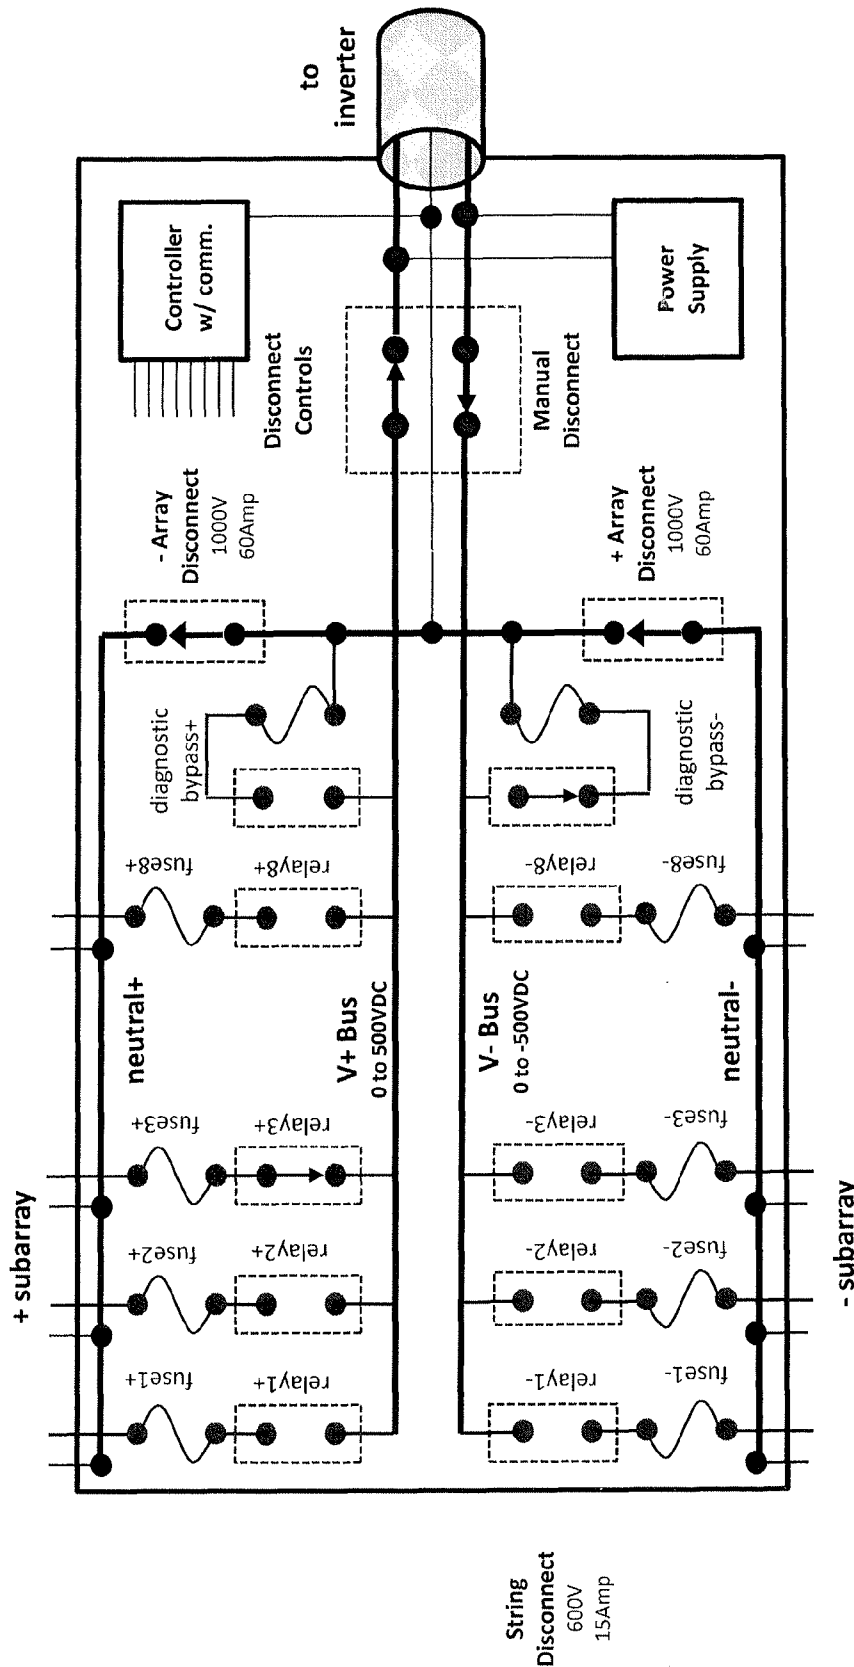 to
inverter
Controller
w/ comm.
Disconnect
Controls
Manual
Disconnect
Power
Supply
- Array
Disconnect
1000V
60Amp
+ Array
Disconnect
1000V
60Amp
diagnostic
bypass+
diagnostic
bypass-
fuse8+
relay8+
relay8-
fuse8-
neutral+
V+ Bus
0 to 500VDC
V- Bus
0 to -500VDC
neutral-
+ subarray
fuse3+
relay3+
relay3-
fuse3-
fuse2+
relay2+
relay2-
fuse2-
fuse1+
relay1+
relay1-
fuse1-
- subarray
String
Disconnect
600V
15Amp